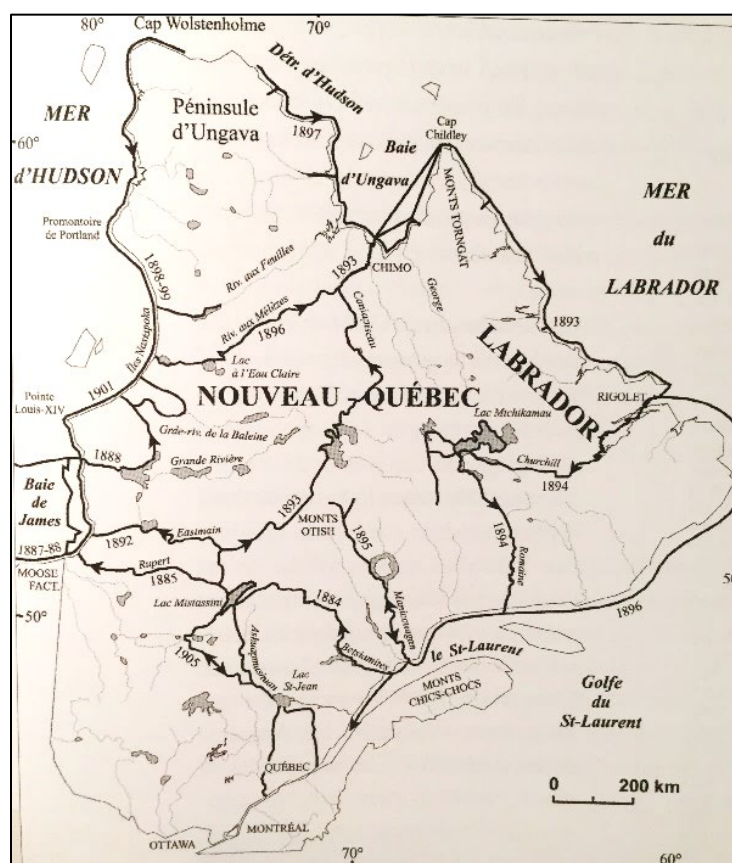 80°
Cap Wolstenholme
70°
Détr. d'Hudson
MER
d'HUDSON
Péninsule
d'Ungava
1897
60°
Baie
d'Ungava
Cap
Childley
MONTS TORNGAT
MER
du
LABRADOR
Promontoire
de Portland
1898-99
Riv. aux Feuilles
1893
CHIMO
Caniapiscau
George
1893
Îles Nastapoka
Riv. aux Mélèzes
1896
Lac
à l'Eau Claire
LABRADOR
RIGOLET
Pointe
Louis-XIV
1901
NOUVEAU-QUÉBEC
Lac Michikamau
Grde-riv. de la Baleine
1888
Grande Rivière
Churchill
1894
Baie
de
James
1887-88
MOOSE
FACT.
1892
Eastmain
1893
MONTS
OTISH
1895
1894
Romaine
Rupert
1885
Lac Mistassini
1884
Manicouagan
1896
50°
50
1905
Ashuapmushuan
Betsiamites
le St-Laurent
Lac
St-Jean
MONTS
CHICS-CHOCS
Golfe
du
St-Laurent
QUÉBEC
0 200 km
OTTAWA
MONTRÉAL
70°
60°